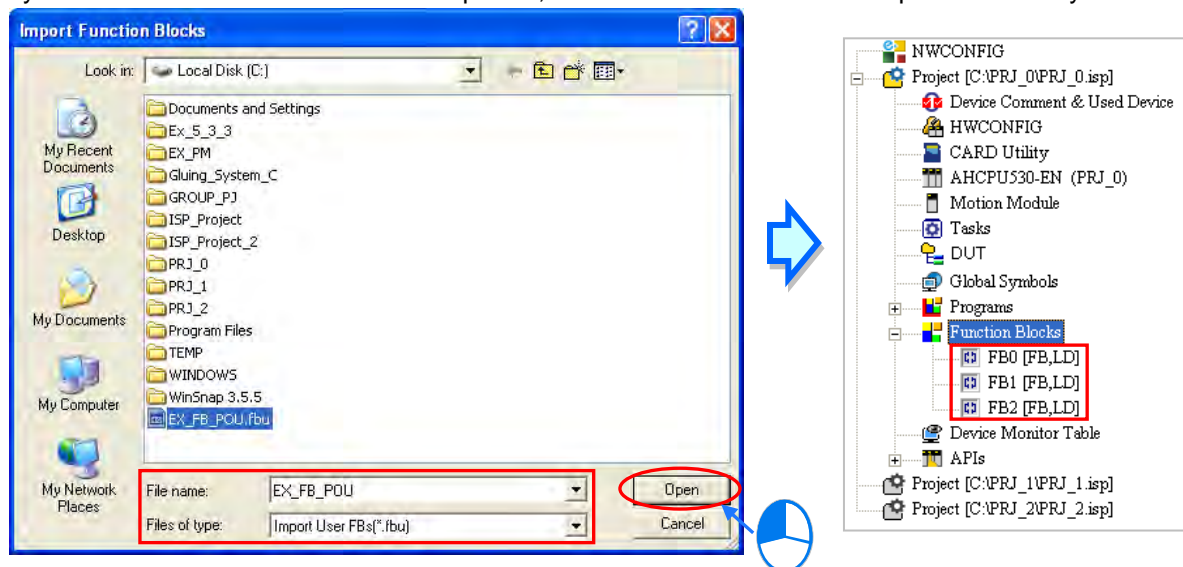 Import Function Blocks
Look in: Local Disk (C:)
My Recent Documents
Desktop
My Documents
My Computer
My Network Places
Documents and Settings
Ex_5_3_3
EX_PM
Gluing_System_C
GROUP_PJ
ISP_Project
ISP_Project_2
PRJ_0
PRJ_1
PRJ_2
Program Files
TEMP
WINDOWS
WinSnap 3.5.5
EX_FB_POU.fbu
File name: EX_FB_POU Open
Files of type: Import User FBs(*.fbu) Cancel
NWCONFIG
Project [C:\PRJ_0\PRJ_0.isp]
Device Comment & Used Device
HWCONFIG
CARD Utility
AHCPU530-EN (PRJ_0)
Motion Module
Tasks
DUT
Global Symbols
Programs
Function Blocks
FB0 [FB,LD]
FB1 [FB,LD]
FB2 [FB,LD]
Device Monitor Table
APIs
Project [C:\PRJ_1\PRJ_1.isp]
Project [C:\PRJ_2\PRJ_2.isp]